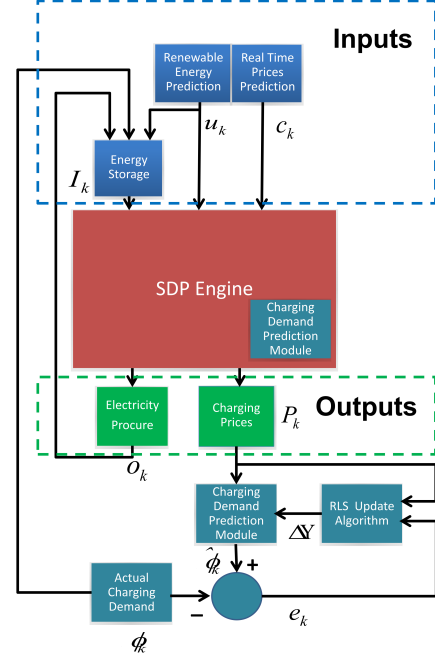 Inputs
Renewable
Energy
Prediction
Real Time
Prices
Prediction
u_k
c_k
Energy
Storage
I_k
SDP Engine
Charging
Demand
Prediction
Module
Outputs
Electricity
Procure
Charging
Prices
P_k
o_k
Charging
Demand
Prediction
Module
RLS Update
Algorithm
ΔY
ϕ̂_k
+
Actual
Charging
Demand
−
e_k
ϕ_k